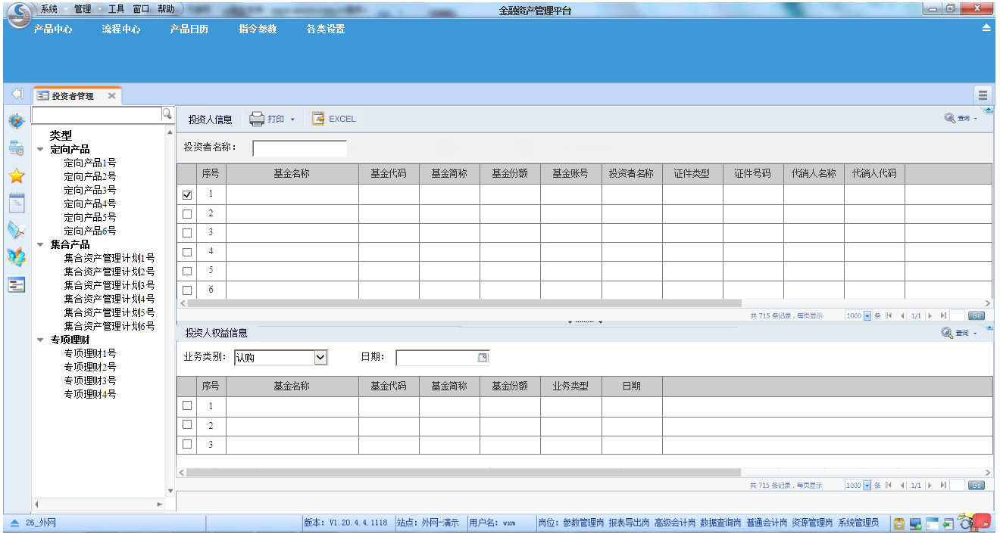 系统 管理 工具 窗口 帮助
金融资产管理平台
产品中心 流程中心 产品日历 指令参数 各类设置
投资者管理
类型
定向产品
定向产品1号
定向产品2号
定向产品3号
定向产品4号
定向产品5号
定向产品6号
集合产品
集合资产管理计划1号
集合资产管理计划2号
集合资产管理计划3号
集合资产管理计划4号
集合资产管理计划5号
集合资产管理计划6号
专项理财
专项理财1号
专项理财2号
专项理财3号
专项理财4号
投资人信息 打印 EXCEL 查询
投资者名称：
序号 基金名称 基金代码 基金简称 基金份额 基金账号 投资者名称 证件类型 证件号码 代销人名称 代销人代码
1
2
3
4
5
6
共 715 条记录，每页显示 1000 条 1/1 Go
投资人权益信息 查询
业务类别： 认购 日期：
序号 基金名称 基金代码 基金简称 基金份额 业务类型 日期
1
2
3
共 715 条记录，每页显示 1000 条 1/1 Go
26_外网 版本：V1.20.4.4.1118 站点：外网-演示 用户名：wxm 岗位：参数管理岗 报表导出岗 高级会计岗 数据查询岗 普通会计岗 资源管理岗 系统管理员